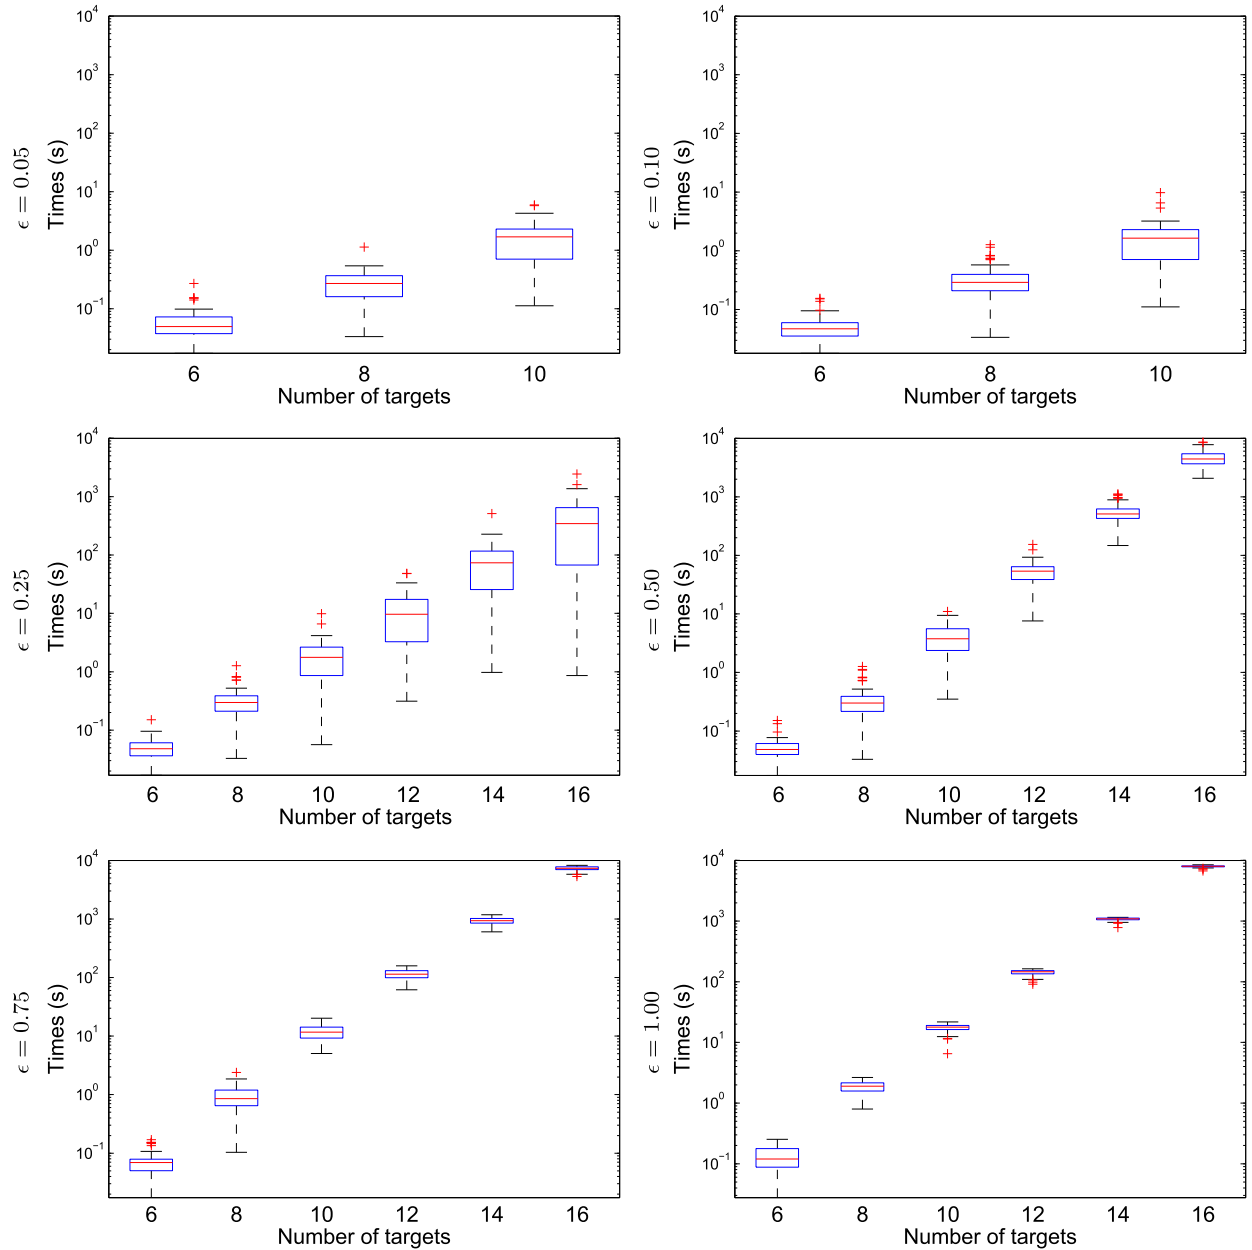 ϵ = 0.05
Times (s)
10^4
10^3
10^2
10^1
10^0
10^−1
6 8 10
Number of targets
ϵ = 0.10
Times (s)
10^4
10^3
10^2
10^1
10^0
10^−1
6 8 10
Number of targets
ϵ = 0.25
Times (s)
10^4
10^3
10^2
10^1
10^0
10^−1
6 8 10 12 14 16
Number of targets
ϵ = 0.50
Times (s)
10^4
10^3
10^2
10^1
10^0
10^−1
6 8 10 12 14 16
Number of targets
ϵ = 0.75
Times (s)
10^4
10^3
10^2
10^1
10^0
10^−1
6 8 10 12 14 16
Number of targets
ϵ = 1.00
Times (s)
10^4
10^3
10^2
10^1
10^0
10^−1
6 8 10 12 14 16
Number of targets